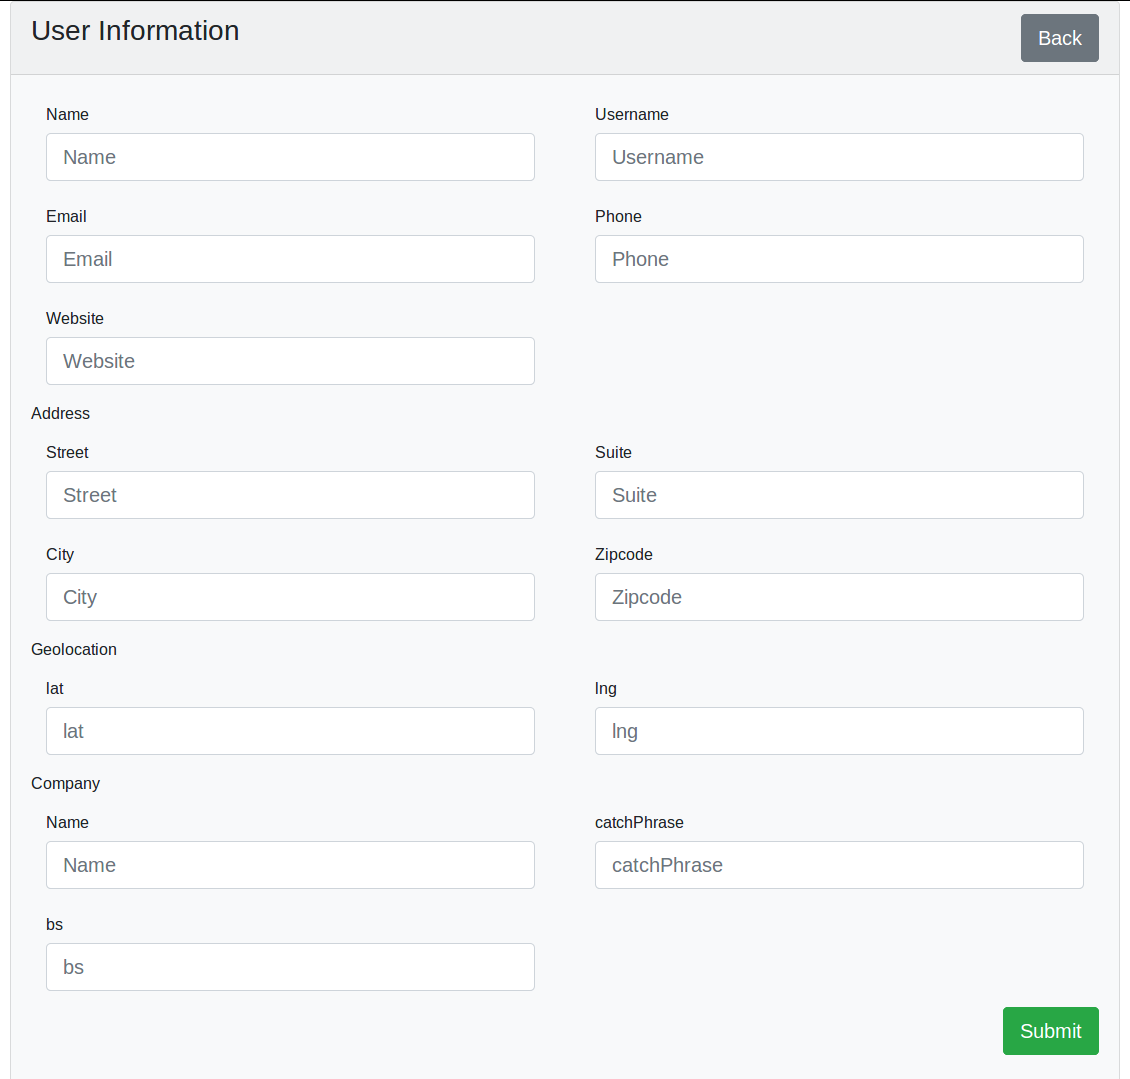 User Information
Back
Name Username
Name Username
Email Phone
Email Phone
Website
Website
Address
Street Suite
Street Suite
City Zipcode
City Zipcode
Geolocation
lat lng
lat lng
Company
Name catchPhrase
Name catchPhrase
bs
bs
Submit